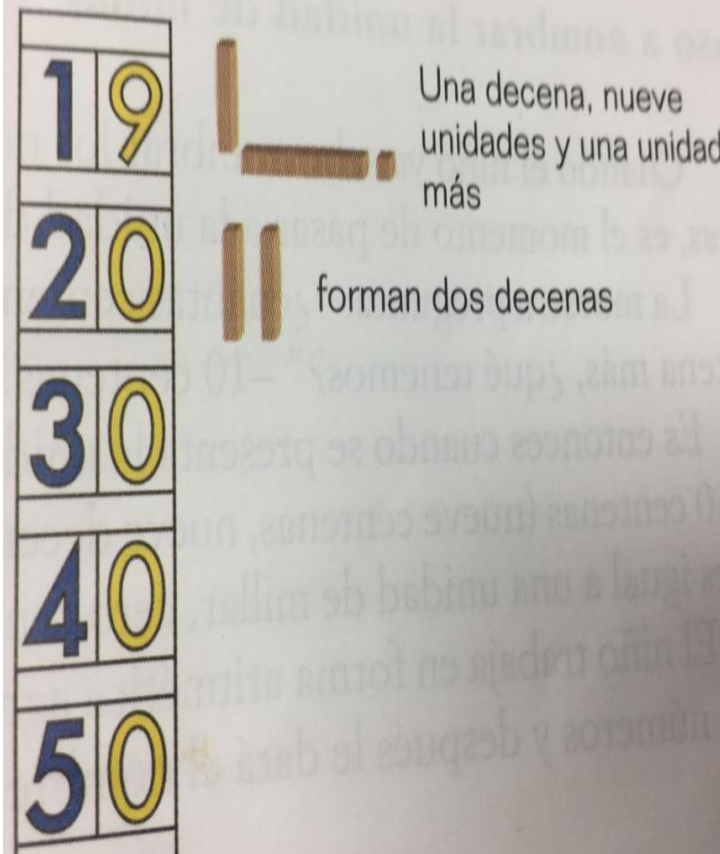 19
Una decena, nueve
unidades y una unidad
más
20
forman dos decenas
30
40
50